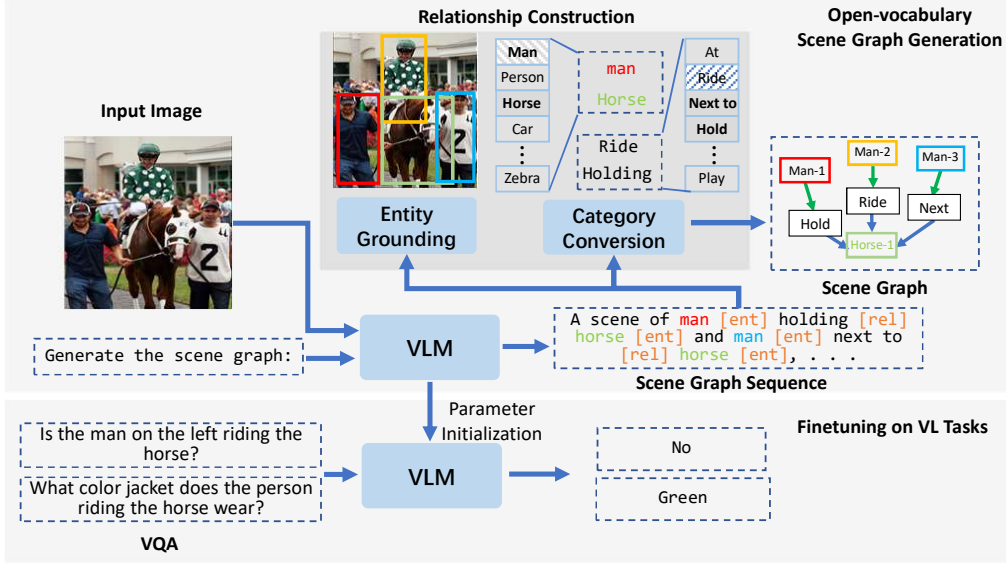 Relationship Construction
Open-vocabulary
Scene Graph Generation
Input Image
Man
Person
Horse
Car
Zebra
man
Horse
Ride
Holding
At
Ride
Next to
Hold
Play
2
Entity
Grounding
Category
Conversion
Man-1
Man-2
Man-3
Hold
Ride
Next
Horse-1
Scene Graph
2
Generate the scene graph:
VLM
A scene of man [ent] holding [rel]
horse [ent] and man [ent] next to
[rel] horse [ent], . . .
Scene Graph Sequence
Parameter
Initialization
Finetuning on VL Tasks
Is the man on the left riding the
horse?
What color jacket does the person
riding the horse wear?
VQA
VLM
No
Green